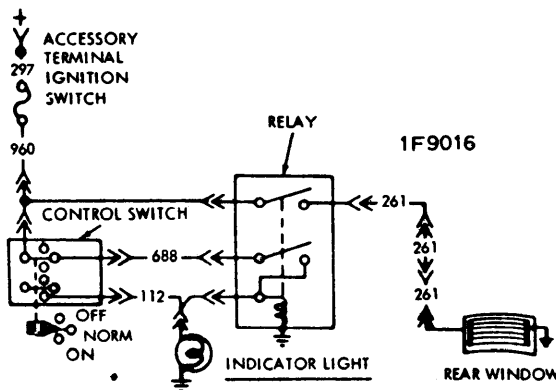 +
ACCESSORY
TERMINAL
IGNITION
SWITCH
297
960
RELAY
1F9016
CONTROL SWITCH
261
688
261
112
261
OFF
NORM
ON
INDICATOR LIGHT
REAR WINDOW